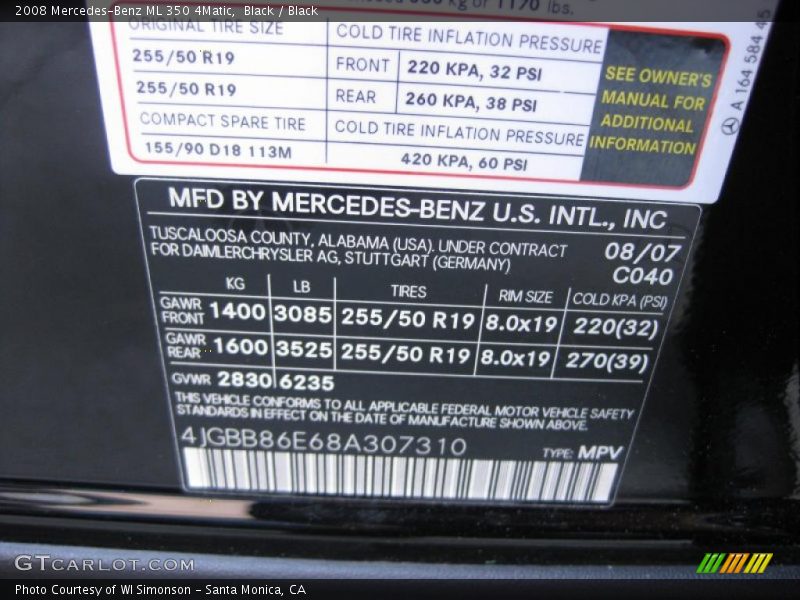 2008 Mercedes-Benz ML 350 4Matic, Black / Black
kg or 1170 lbs.
ORIGINAL TIRE SIZE COLD TIRE INFLATION PRESSURE
255/50 R19 FRONT 220 KPA, 32 PSI
255/50 R19 REAR 260 KPA, 38 PSI
COMPACT SPARE TIRE COLD TIRE INFLATION PRESSURE
155/90 D18 113M 420 KPA, 60 PSI
SEE OWNER'S
MANUAL FOR
ADDITIONAL
INFORMATION
A 164 584 45
MFD BY MERCEDES-BENZ U.S. INTL., INC
TUSCALOOSA COUNTY, ALABAMA (USA). UNDER CONTRACT 08/07
FOR DAIMLERCHRYSLER AG, STUTTGART (GERMANY) C040
KG LB TIRES RIM SIZE COLD KPA (PSI)
GAWR FRONT 1400 3085 255/50 R19 8.0x19 220(32)
GAWR REAR 1600 3525 255/50 R19 8.0x19 270(39)
GVWR 2830 6235
THIS VEHICLE CONFORMS TO ALL APPLICABLE FEDERAL MOTOR VEHICLE SAFETY
STANDARDS IN EFFECT ON THE DATE OF MANUFACTURE SHOWN ABOVE.
4JGBB86E68A307310 TYPE: MPV
GTCARLOT.COM
Photo Courtesy of WI Simonson - Santa Monica, CA